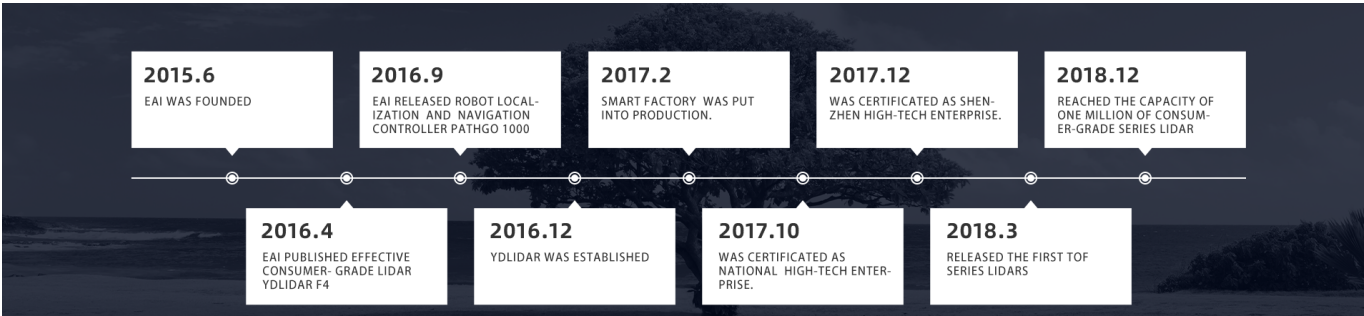 2015.6
EAI WAS FOUNDED
2016.4
EAI PUBLISHED EFFECTIVE
CONSUMER- GRADE LIDAR
YDLIDAR F4
2016.9
EAI RELEASED ROBOT LOCAL-
IZATION AND NAVIGATION
CONTROLLER PATHGO 1000
2016.12
YDLIDAR WAS ESTABLISHED
2017.2
SMART FACTORY WAS PUT
INTO PRODUCTION.
2017.10
WAS CERTIFICATED AS
NATIONAL HIGH-TECH ENTER-
PRISE.
2017.12
WAS CERTIFICATED AS SHEN-
ZHEN HIGH-TECH ENTERPRISE.
2018.3
RELEASED THE FIRST TOF
SERIES LIDARS
2018.12
REACHED THE CAPACITY OF
ONE MILLION OF CONSUM-
ER-GRADE SERIES LIDAR